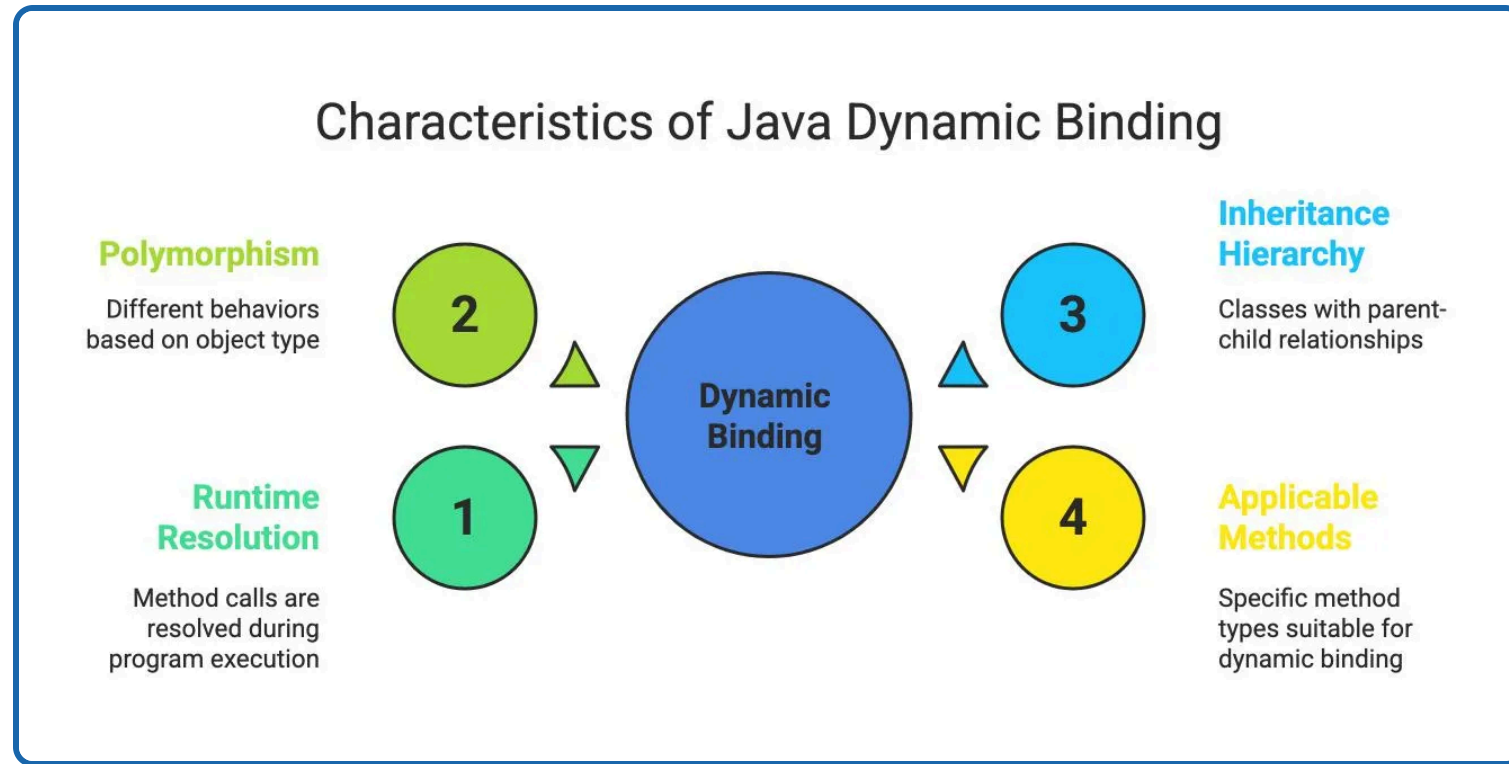 Characteristics of Java Dynamic Binding
Polymorphism
Different behaviors
based on object type
2
Runtime
Resolution
Method calls are
resolved during
program execution
1
Dynamic
Binding
3
Inheritance
Hierarchy
Classes with parent-
child relationships
4
Applicable
Methods
Specific method
types suitable for
dynamic binding